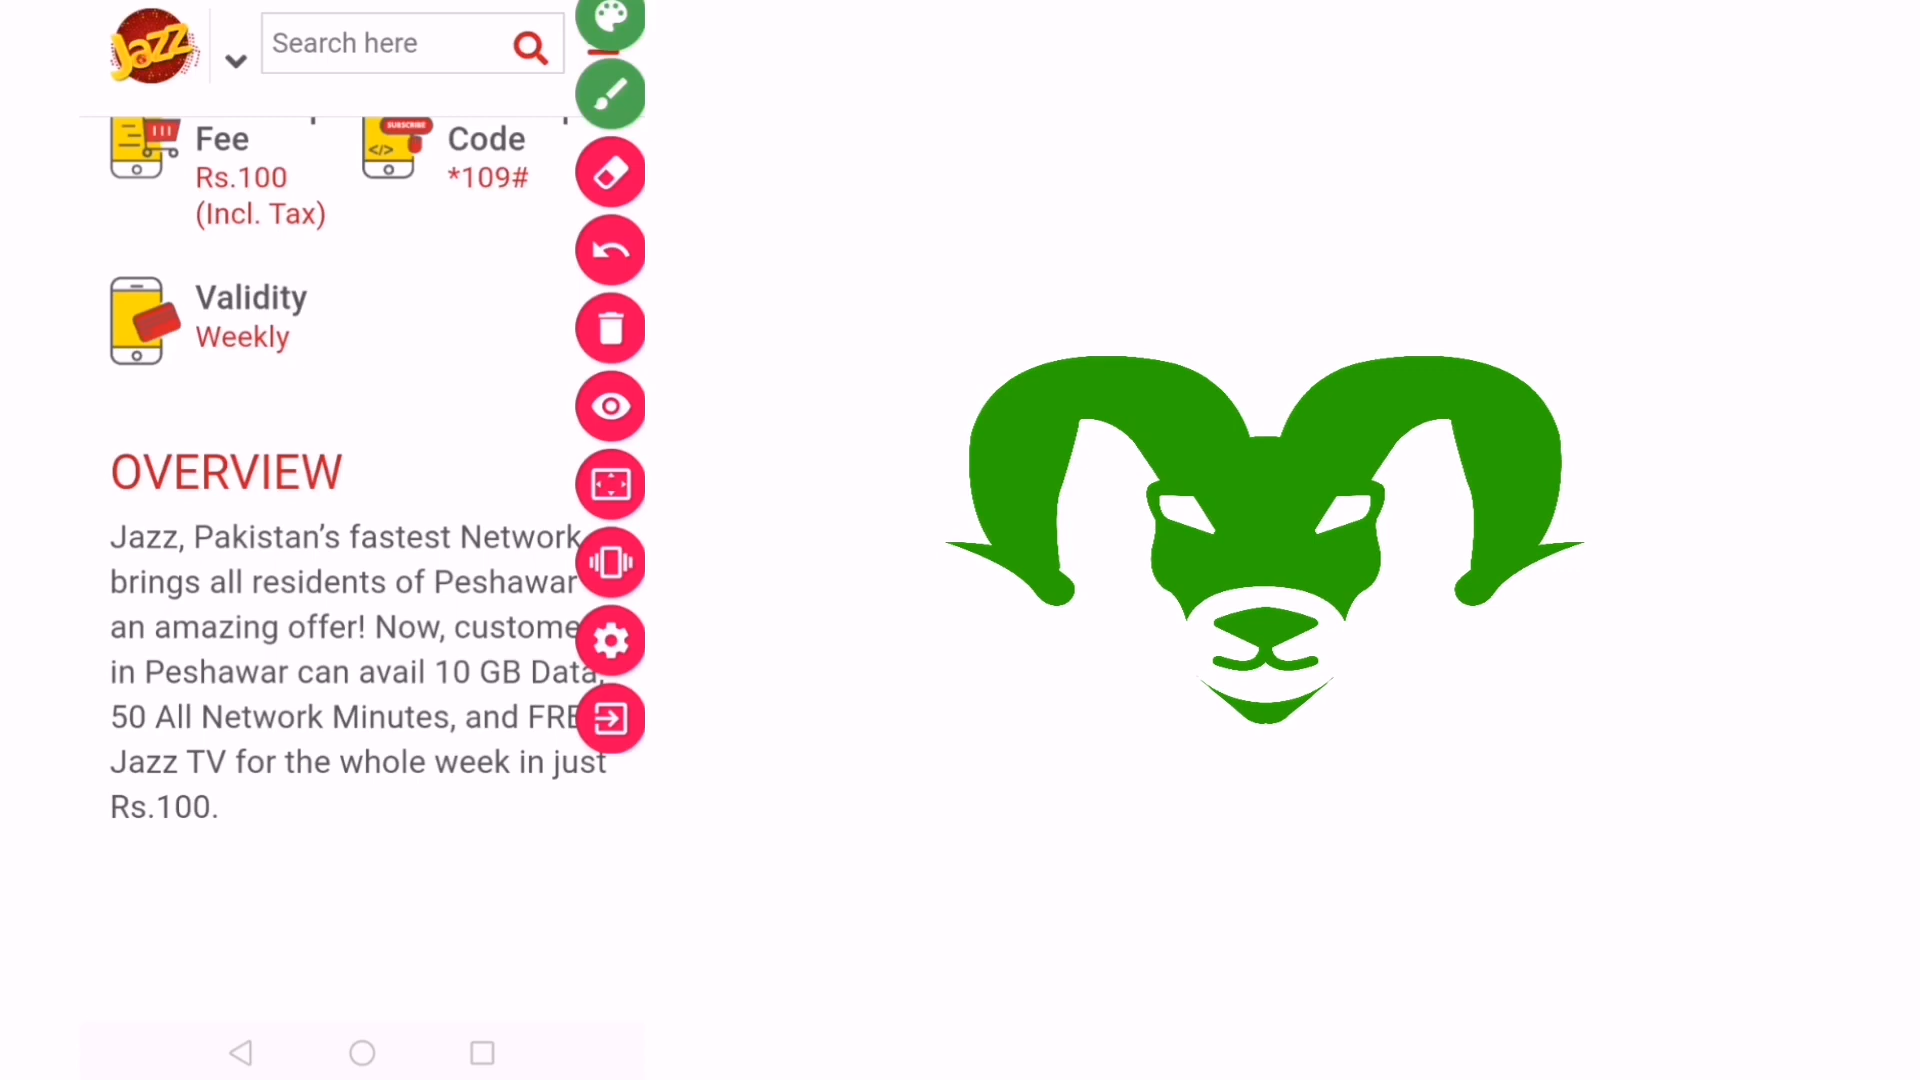 Jazz
Search here
Fee
Rs.100
(Incl. Tax)
SUBSCRIBE
</>
Code
*109#
Validity
Weekly
OVERVIEW
Jazz, Pakistan’s fastest Network
brings all residents of Peshawar
an amazing offer! Now, custome
in Peshawar can avail 10 GB Data,
50 All Network Minutes, and FRE
Jazz TV for the whole week in just
Rs.100.